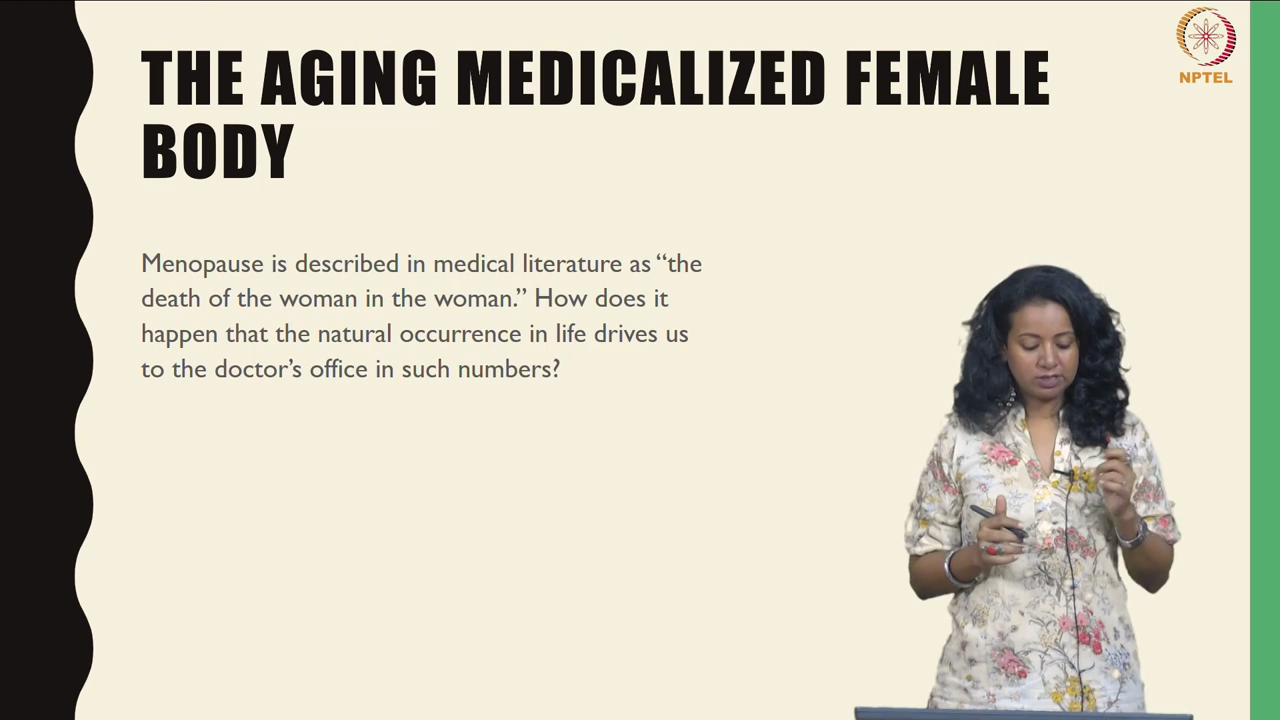 THE AGING MEDICALIZED FEMALE
BODY
NPTEL
Menopause is described in medical literature as “the
death of the woman in the woman.” How does it
happen that the natural occurrence in life drives us
to the doctor’s office in such numbers?